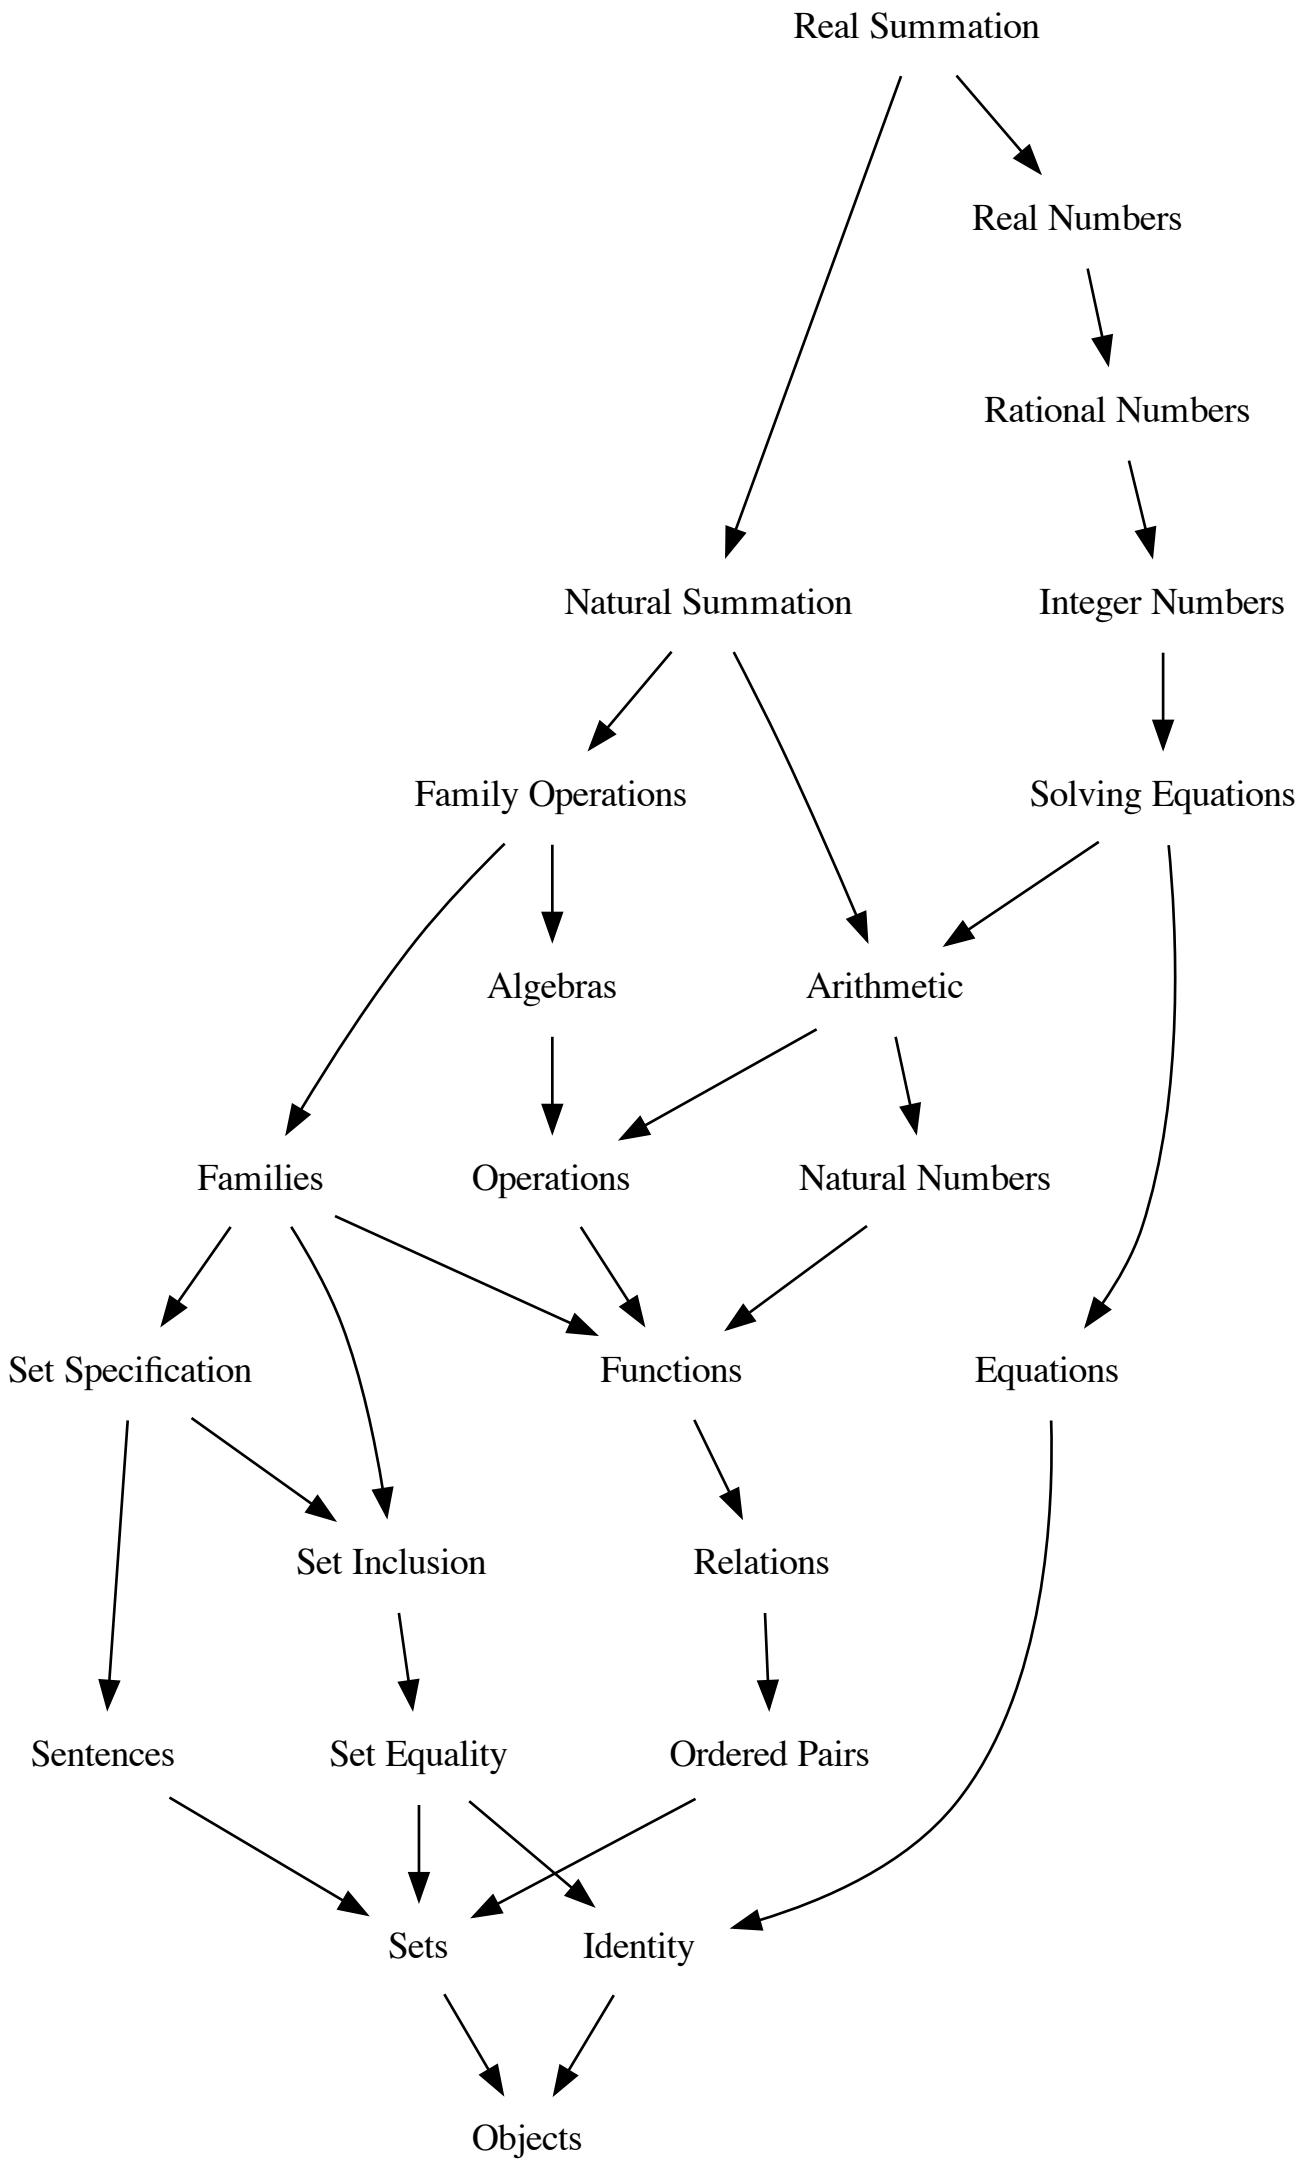 Real Summation
Real Numbers
Rational Numbers
Natural Summation
Integer Numbers
Family Operations
Solving Equations
Algebras
Arithmetic
Families
Operations
Natural Numbers
Set Specification
Functions
Equations
Set Inclusion
Relations
Sentences
Set Equality
Ordered Pairs
Sets
Identity
Objects